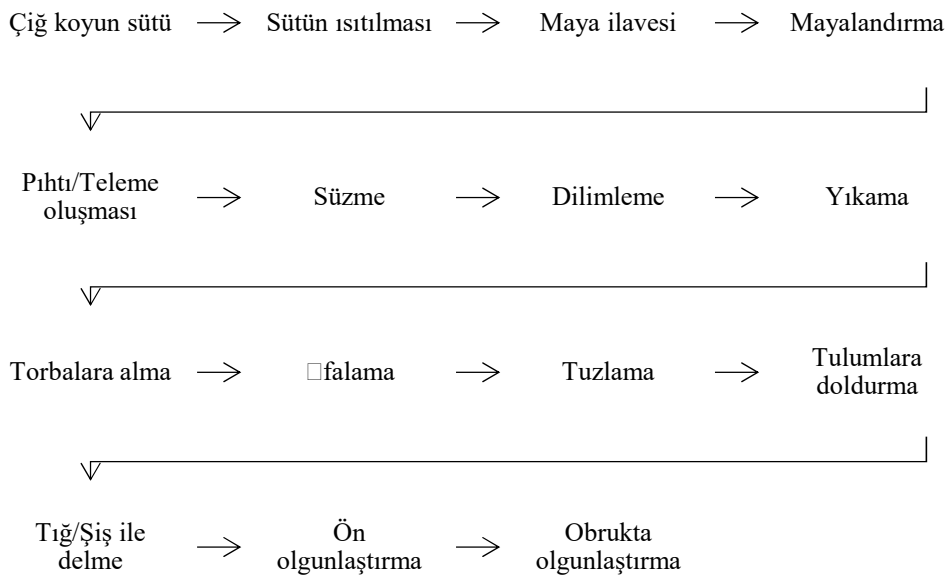 Çiğ koyun sütü → Sütün ısıtılması → Maya ilavesi → Mayalandırma
Pıhtı/Teleme oluşması → Süzme → Dilimleme → Yıkama
Torbalara alma → □falama → Tuzlama → Tulumlara doldurma
Tığ/Şiş ile delme → Ön olgunlaştırma → Obrukta olgunlaştırma